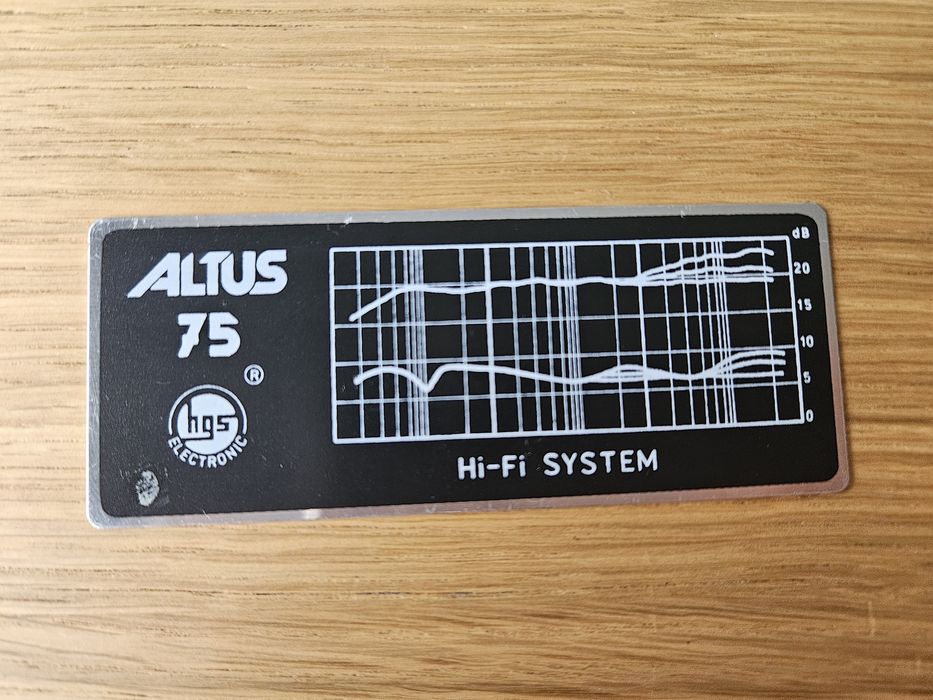 ALTUS
75
®
hgs
ELECTRONIC
dB
20
15
10
5
0
Hi-Fi SYSTEM